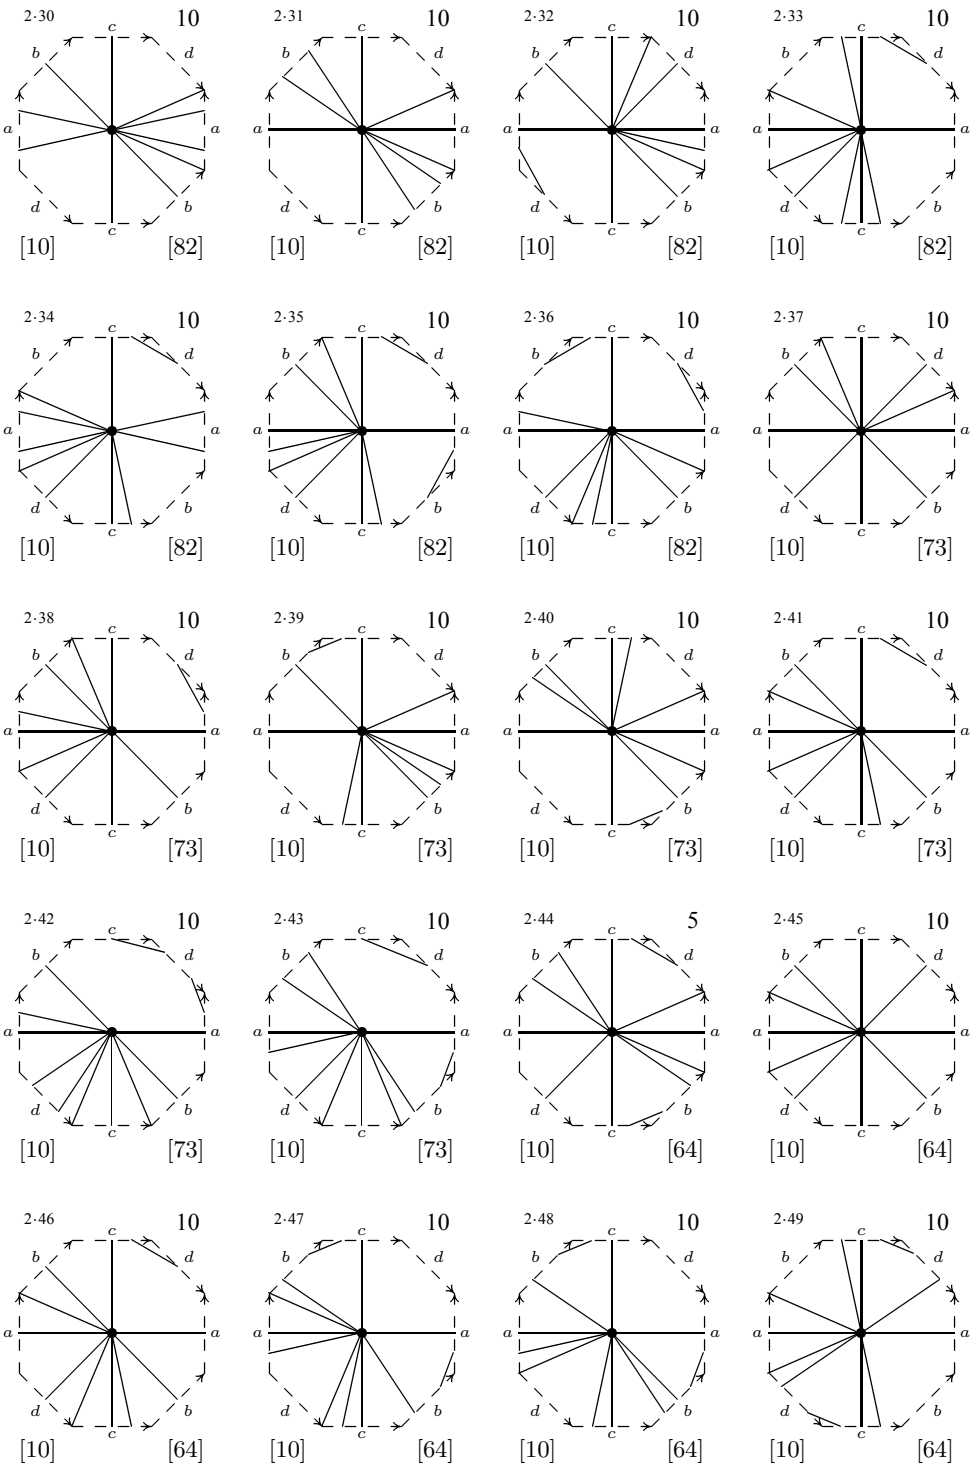 2·30 10 2·31 10 2·32 10 2·33 10
c c c c
b d b d b d b d
a a a a a a a a
d b d b d b d b
c c c c
[10] [82] [10] [82] [10] [82] [10] [82]
2·34 10 2·35 10 2·36 10 2·37 10
c c c c
b d b d b d b d
a a a a a a a a
d b d b d b d b
c c c c
[10] [82] [10] [82] [10] [82] [10] [73]
2·38 10 2·39 10 2·40 10 2·41 10
c c c c
b d b d b d b d
a a a a a a a a
d b d b d b d b
c c c c
[10] [73] [10] [73] [10] [73] [10] [73]
2·42 10 2·43 10 2·44 5 2·45 10
c c c c
b d b d b d b d
a a a a a a a a
d b d b d b d b
c c c c
[10] [73] [10] [73] [10] [64] [10] [64]
2·46 10 2·47 10 2·48 10 2·49 10
c c c c
b d b d b d b d
a a a a a a a a
d b d b d b d b
c c c c
[10] [64] [10] [64] [10] [64] [10] [64]